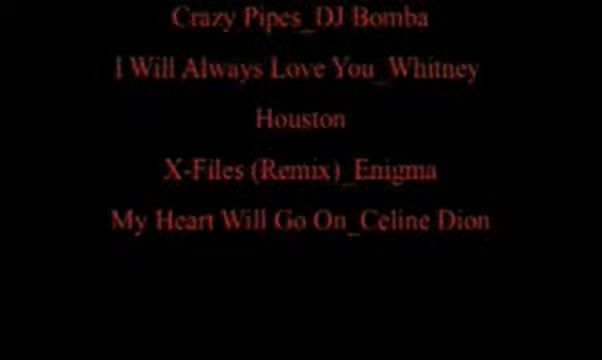 Crazy Pipes_DJ Bomba
I Will Always Love You_Whitney
Houston
X-Files (Remix)_Enigma
My Heart Will Go On_Celine Dion